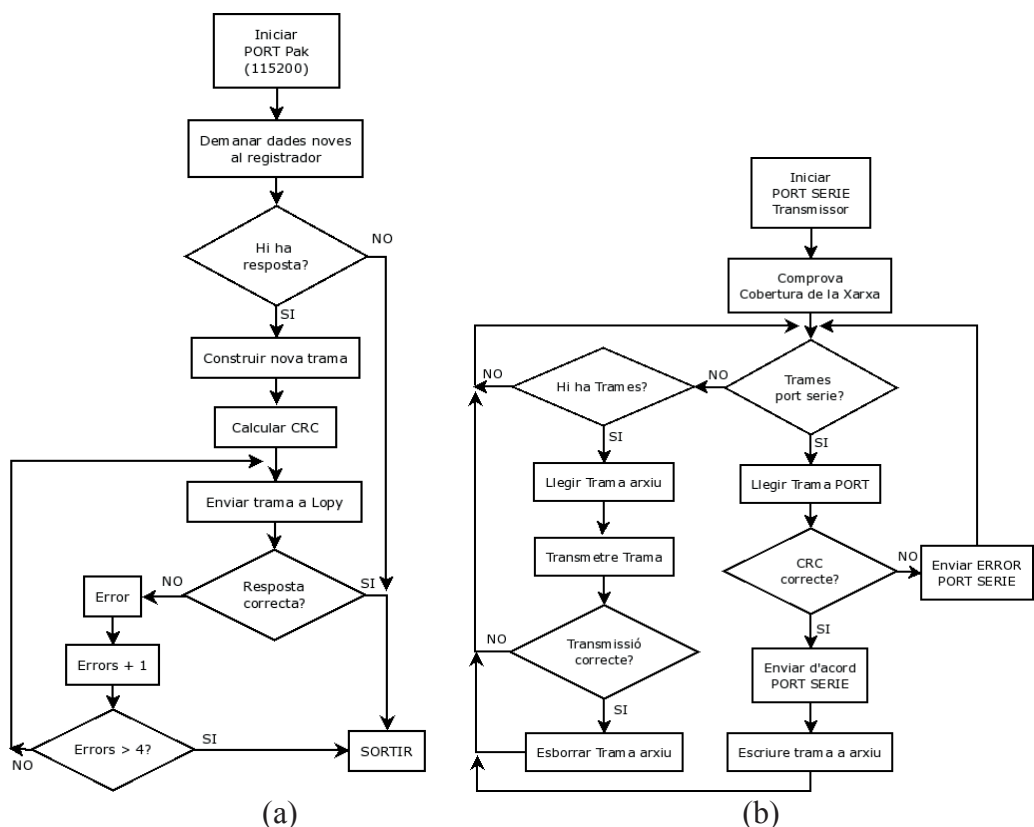 Iniciar
PORT Pak
(115200)
Demanar dades noves
al registrador
Hi ha
resposta?
NO
SI
Construir nova trama
Calcular CRC
Enviar trama a Lopy
Resposta
correcta?
NO
SI
Error
Errors + 1
Errors > 4?
NO
SI
SORTIR
(a)
Iniciar
PORT SERIE
Transmissor
Comprova
Cobertura de la Xarxa
Trames
port serie?
NO
SI
Hi ha Trames?
NO
SI
Llegir Trama arxiu
Transmetre Trama
Transmissió
correcte?
NO
SI
Esborrar Trama arxiu
Llegir Trama PORT
CRC
correcte?
NO
SI
Enviar ERROR
PORT SERIE
Enviar d'acord
PORT SERIE
Escriure trama a arxiu
(b)